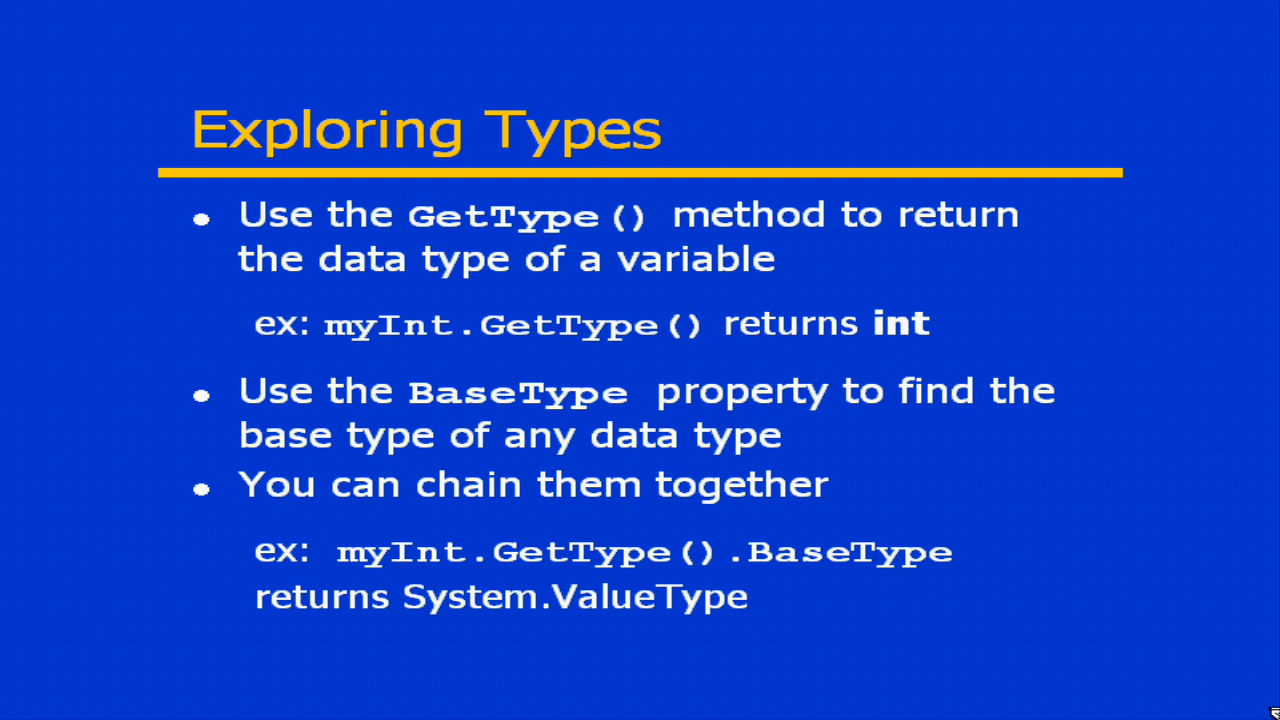 Exploring Types
• Use the GetType() method to return
the data type of a variable
ex: myInt.GetType() returns int
• Use the BaseType property to find the
base type of any data type
• You can chain them together
ex: myInt.GetType().BaseType
returns System.ValueType